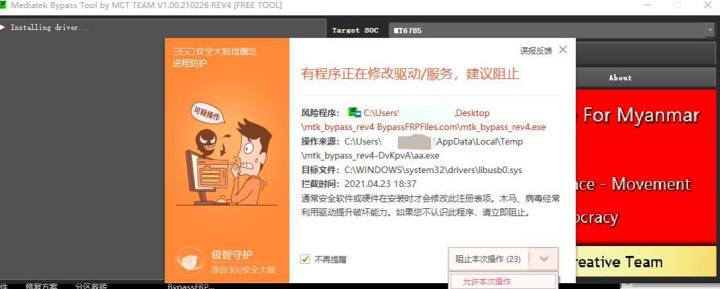 Mediatek Bypass Tool by MCT TEAM V1.00.210226 REV4 [FREE TOOL]
Installing driver...
Target SOC
MT6785
About
360安全大脑提醒您
进程防护
误报反馈
有程序正在修改驱动/服务，建议阻止
可疑操作
风险程序：C:\Users\ .Desktop
\mtk_bypass_rev4 BypassFRPFiles.com\mtk_bypass_rev4.exe
操作来源：C:\Users\ .AppData\Local\Temp
\mtk_bypass_rev4-DvKpvA\aa.exe
目标文件：C:\WINDOWS\system32\drivers\libusb0.sys
拦截时间：2021.04.23 18:37
通常安全软件或硬件在安装时才会修改此注册表项。木马、病毒经常
利用驱动提升破坏能力。如果您不认识此程序，请立即阻止。
For Myanmar
ce - Movement
ocracy
reative Team
极智守护
源自360安全大脑
不再提醒
阻止本次操作 (23)
允许本次操作
件 修复方案 分区救砖 BypassFRP...